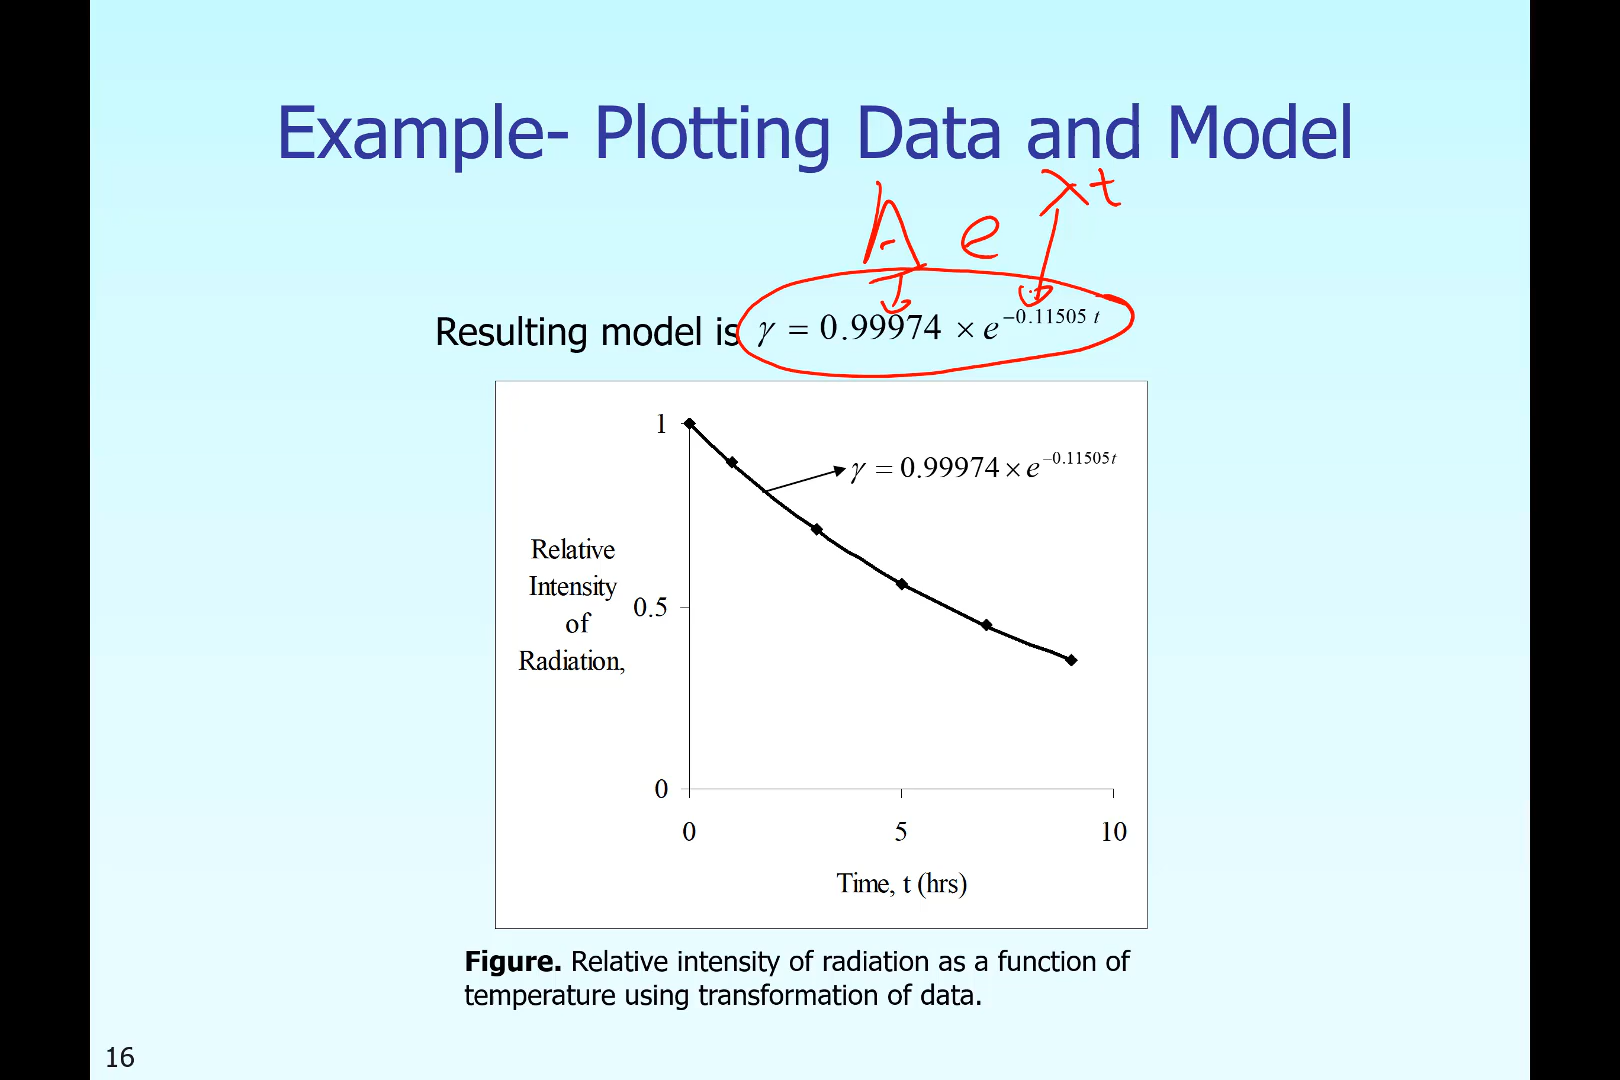 Example- Plotting Data and Model
A e λt
Resulting model is γ = 0.99974 × e^−0.11505 t
1
γ = 0.99974 × e^−0.11505t
Relative
Intensity
of
Radiation,
0.5
0
0 5 10
Time, t (hrs)
Figure. Relative intensity of radiation as a function of
temperature using transformation of data.
16